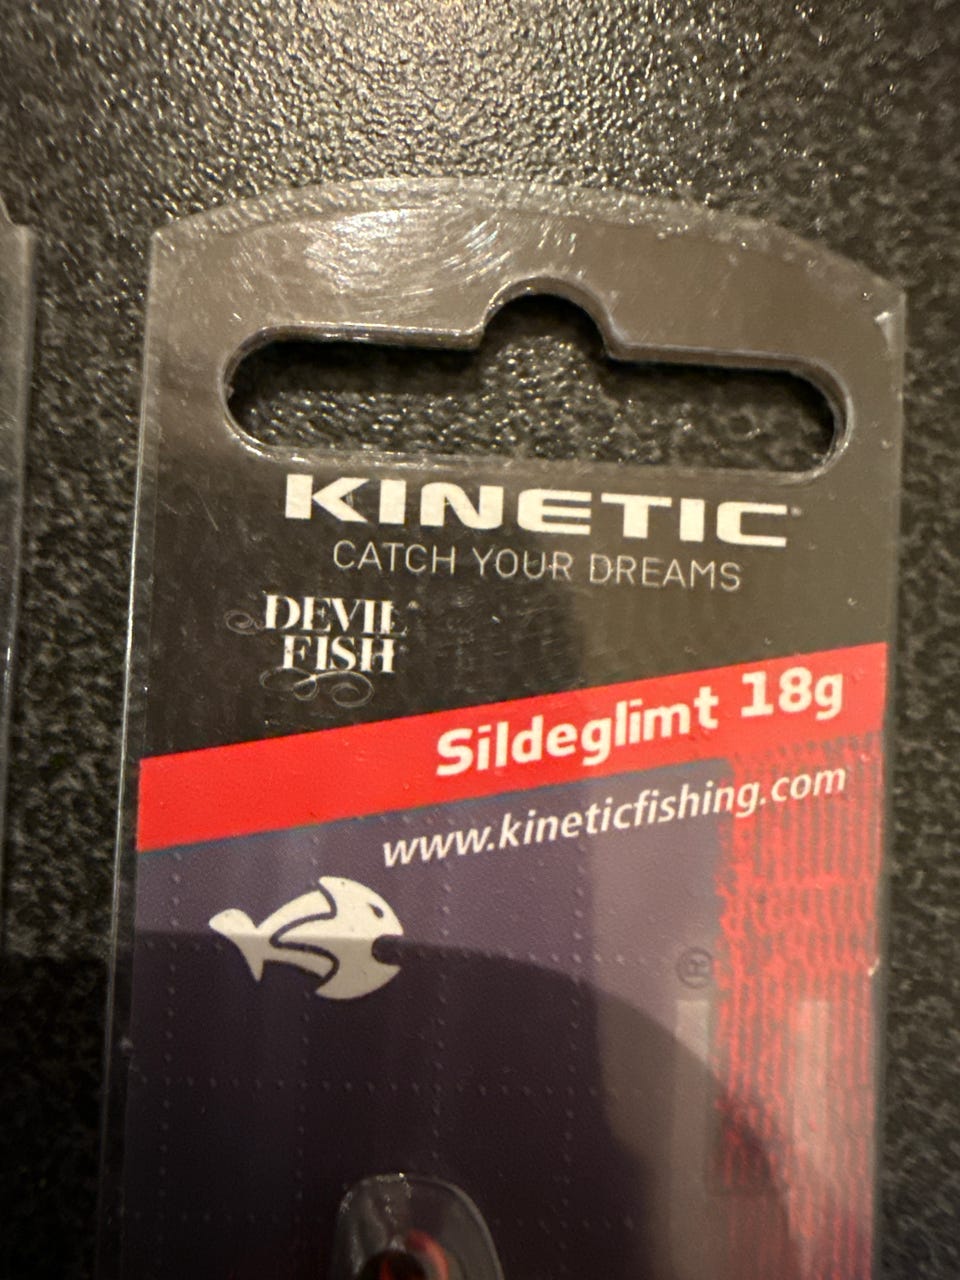 KINETIC
CATCH YOUR DREAMS
DEVIL
FISH
Sildeglimt 18g
www.kineticfishing.com
®